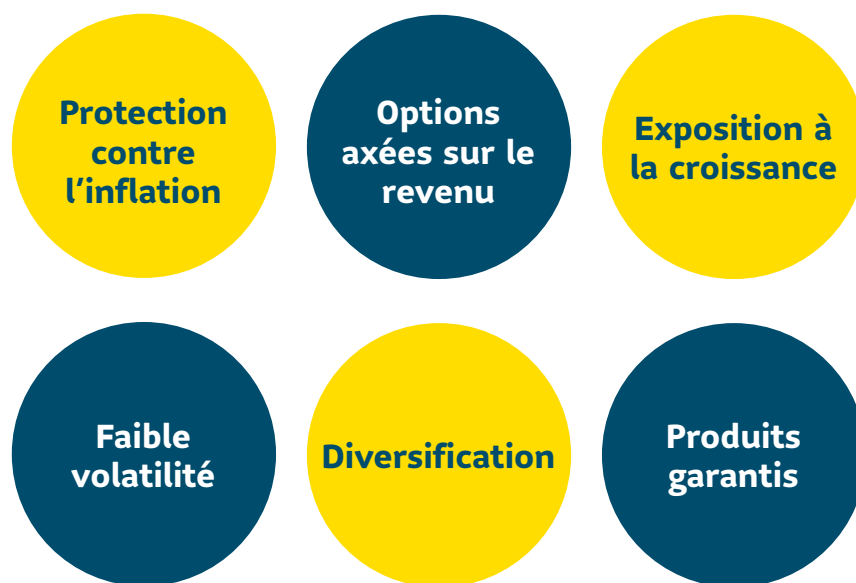 Protection
contre
l'inflation
Options
axées sur le
revenu
Exposition à
la croissance
Faible
volatilité
Diversification
Produits
garantis